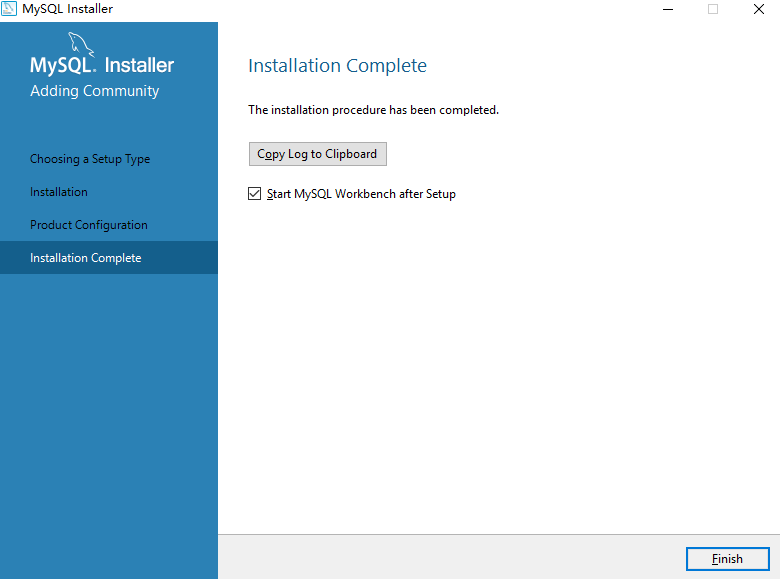 MySQL Installer
MySQL. Installer
Adding Community
Choosing a Setup Type
Installation
Product Configuration
Installation Complete
Installation Complete
The installation procedure has been completed.
Copy Log to Clipboard
Start MySQL Workbench after Setup
Finish